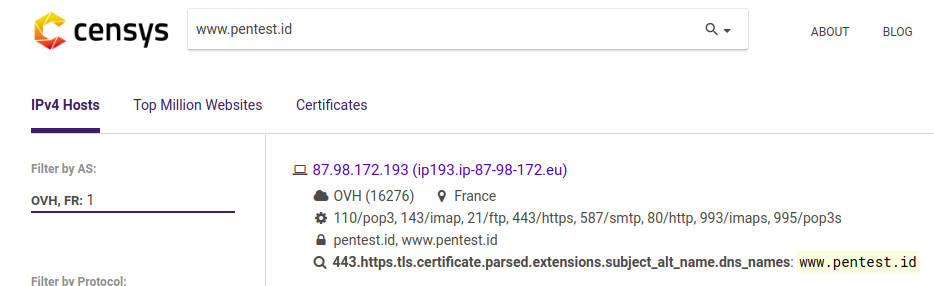 censys
www.pentest.id
ABOUT BLOG
IPv4 Hosts Top Million Websites Certificates
Filter by AS:
OVH, FR: 1
Filter by Protocol:
87.98.172.193 (ip193.ip-87-98-172.eu)
OVH (16276) France
110/pop3, 143/imap, 21/ftp, 443/https, 587/smtp, 80/http, 993/imaps, 995/pop3s
pentest.id, www.pentest.id
443.https.tls.certificate.parsed.extensions.subject_alt_name.dns_names: www.pentest.id